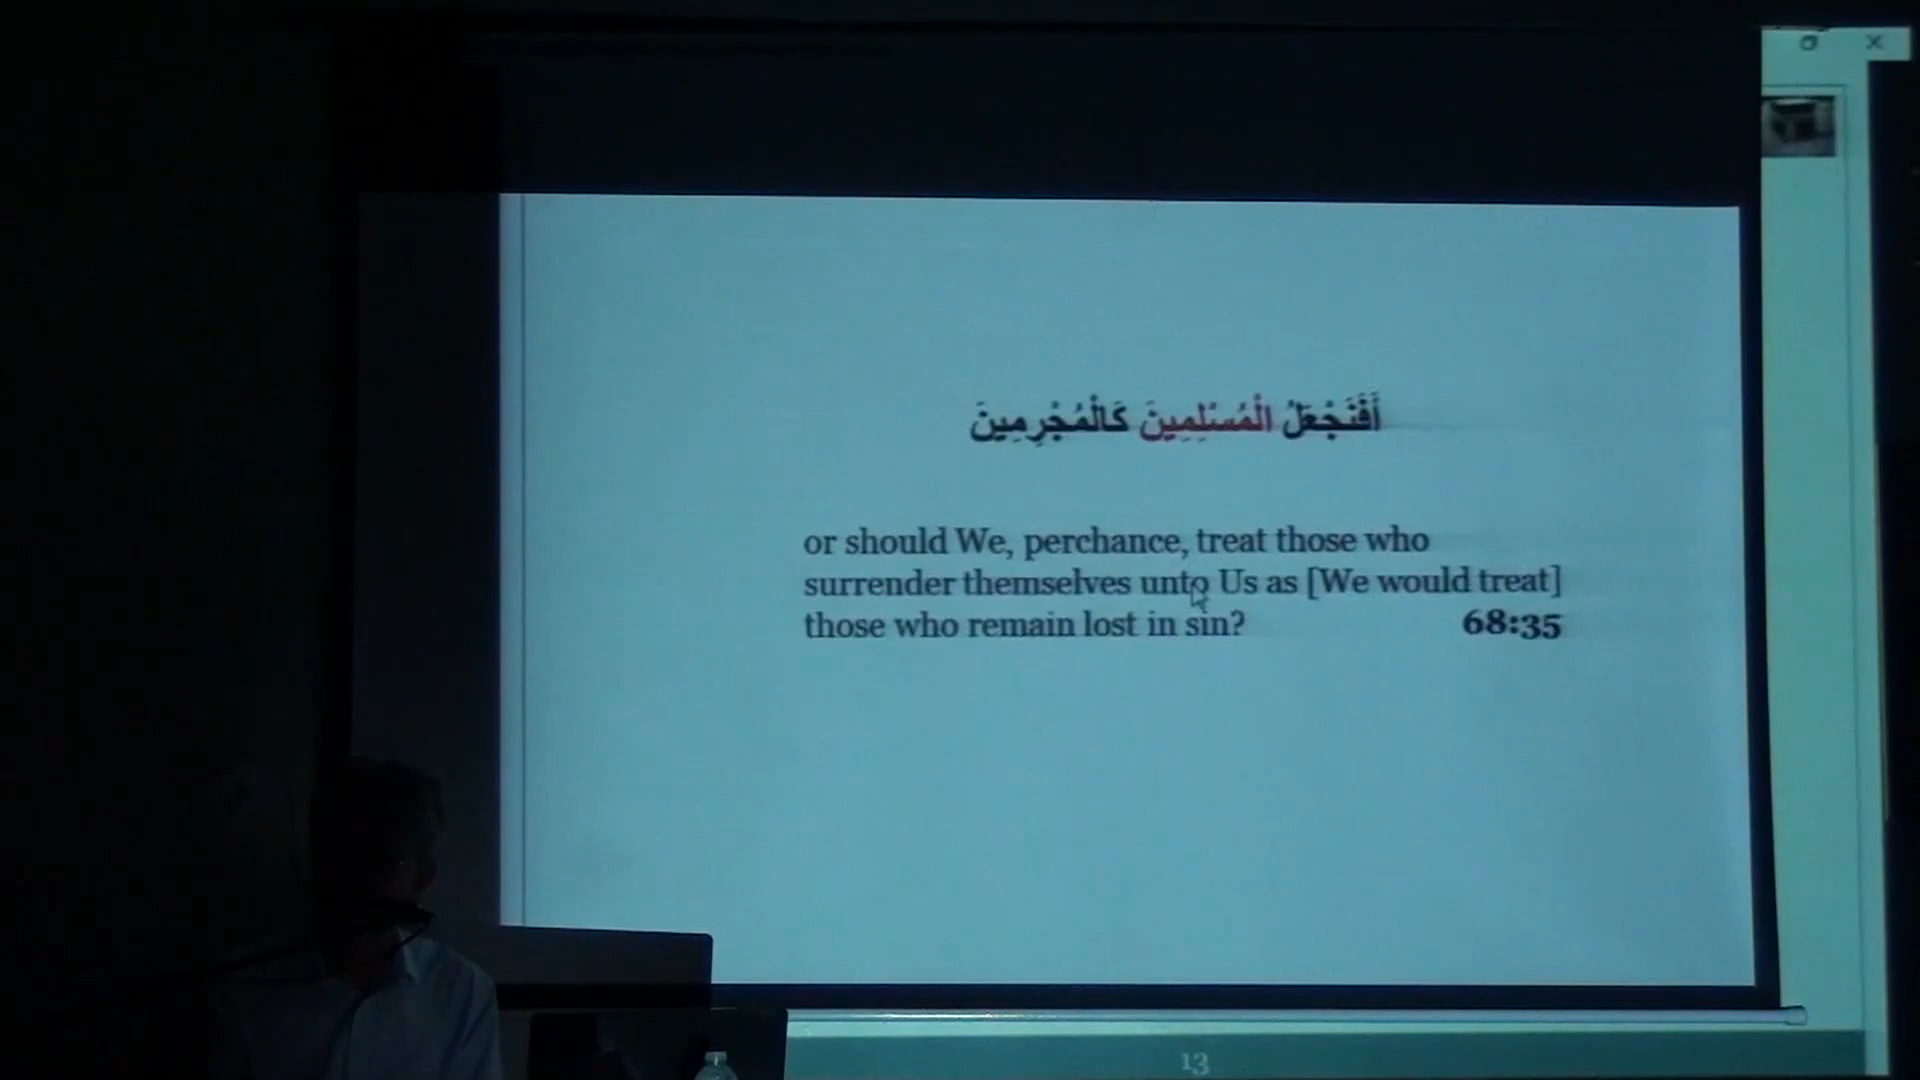 أَفَنَجْعَلُ الْمُسْلِمِينَ كَالْمُجْرِمِينَ
or should We, perchance, treat those who
surrender themselves unto Us as [We would treat]
those who remain lost in sin? 68:35
13